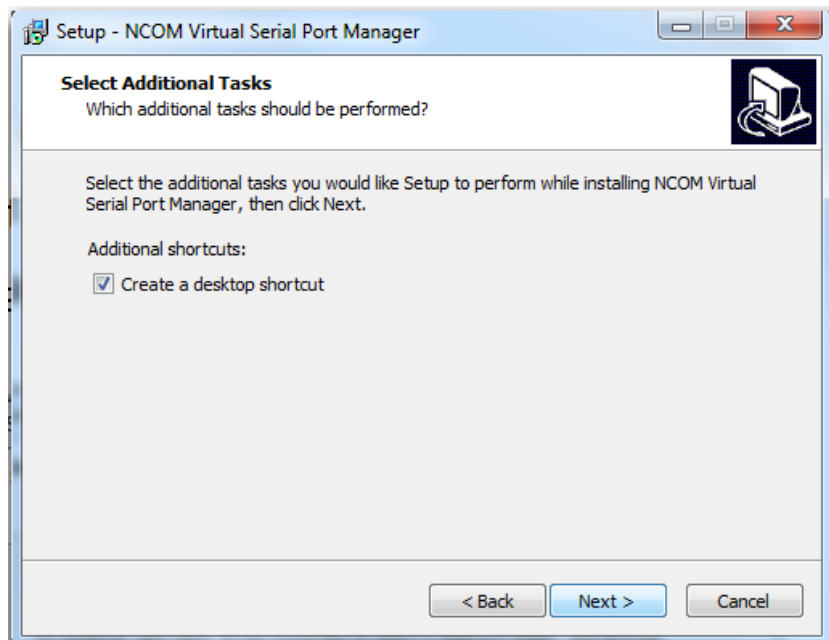 Setup - NCOM Virtual Serial Port Manager
Select Additional Tasks
Which additional tasks should be performed?
Select the additional tasks you would like Setup to perform while installing NCOM Virtual
Serial Port Manager, then click Next.
Additional shortcuts:
Create a desktop shortcut
< Back
Next >
Cancel